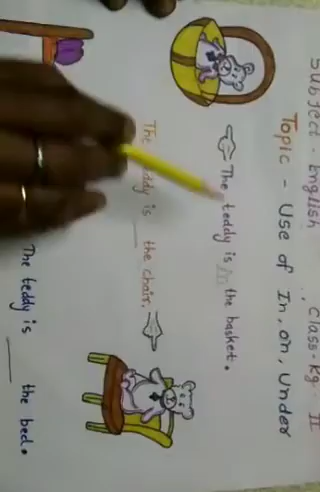 Subject - English Class - Kg - II
Topic - Use of In, on, Under
The teddy is in the basket.
The teddy is ___ the chair.
The teddy is ___ the bed.